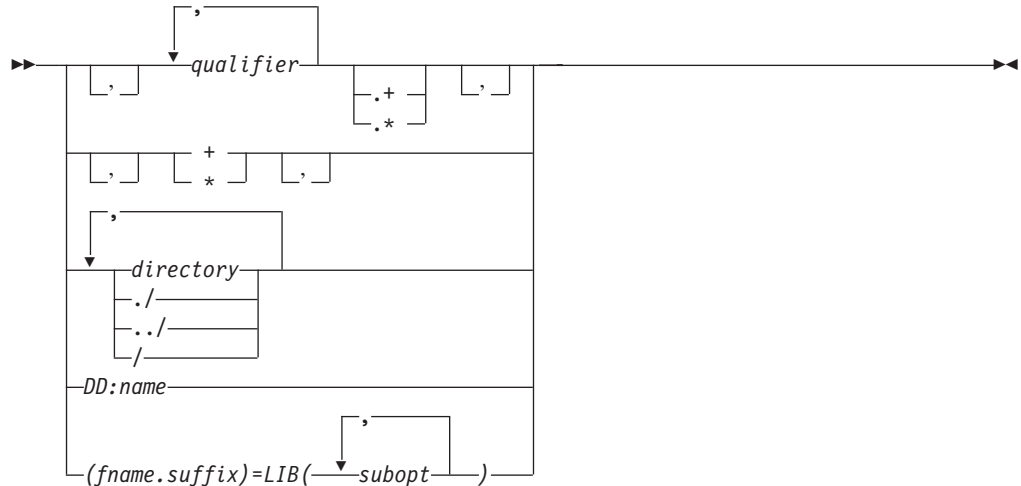 ,
qualifier
, .+ ,
.*
+
, * ,
,
directory
./
../
/
DD:name
,
(fname.suffix)=LIB( subopt )